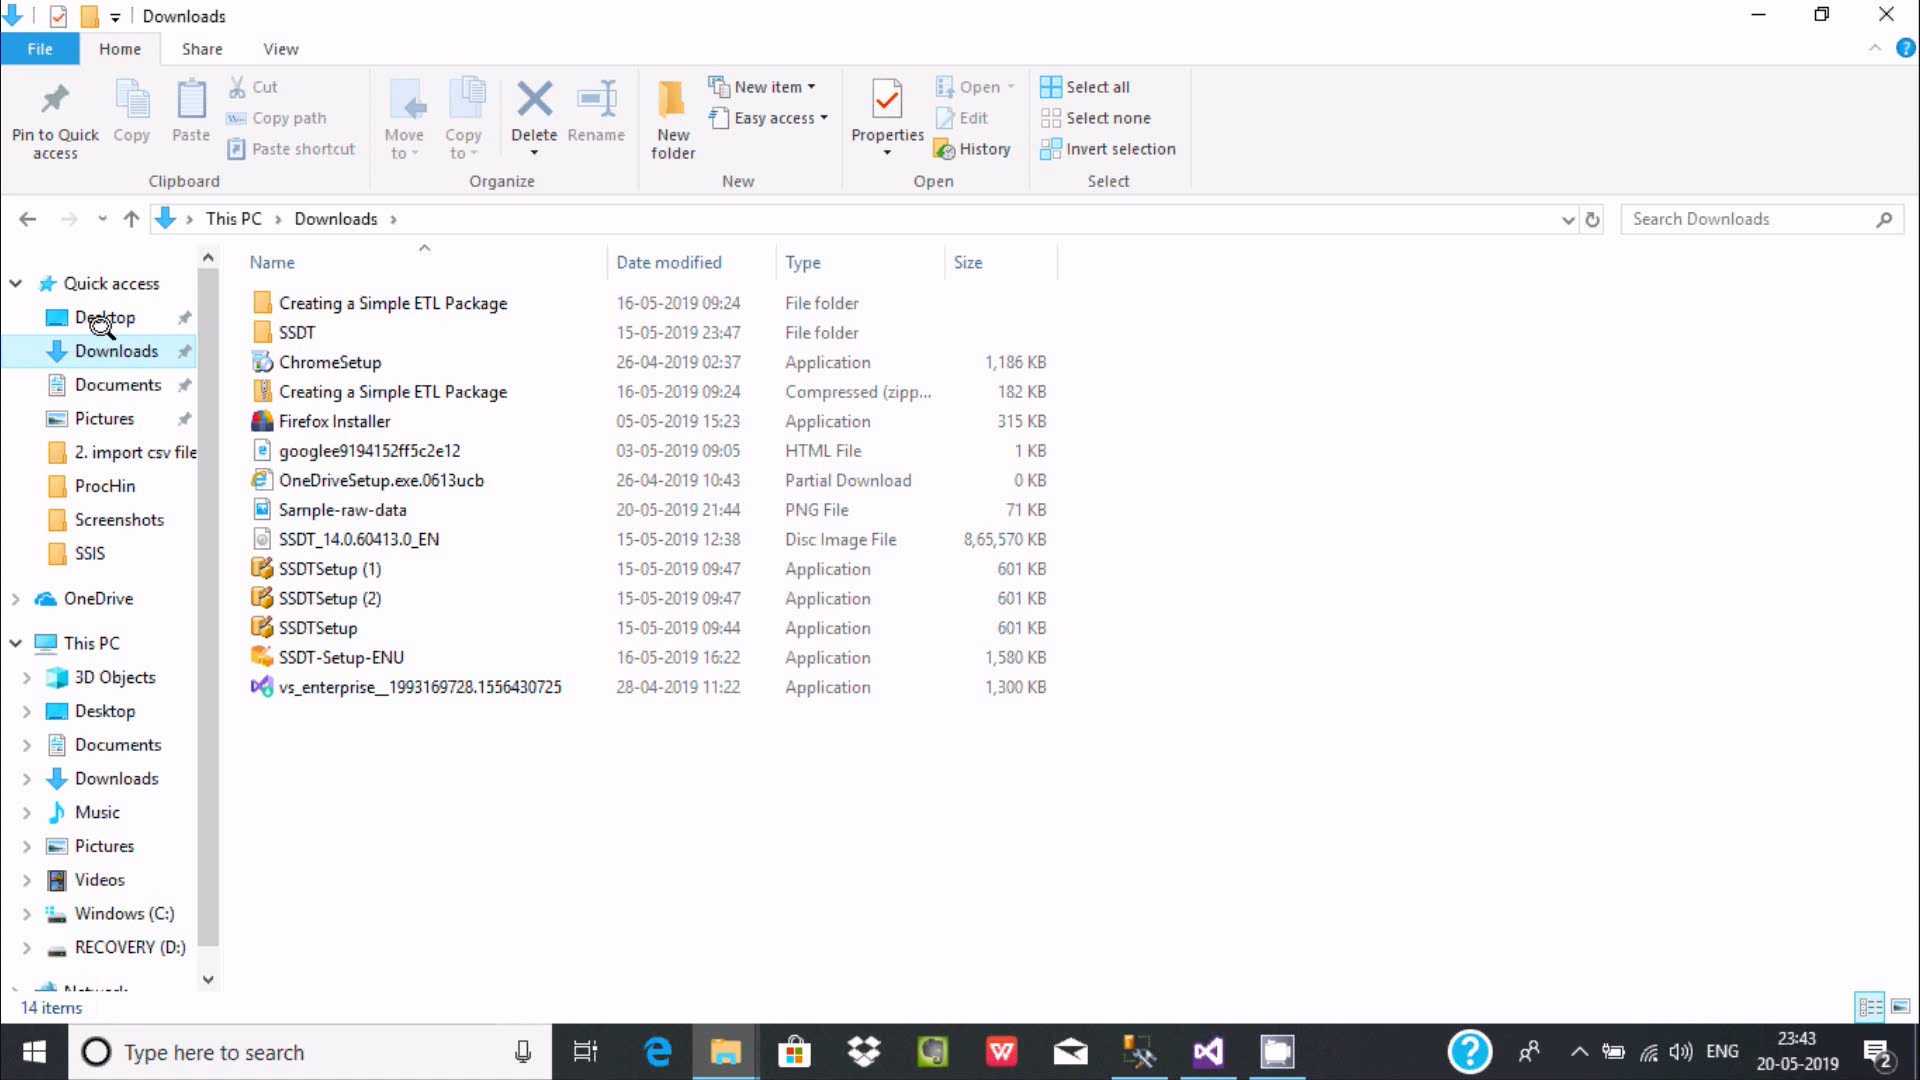 Downloads
File Home Share View
Pin to Quick access
Copy
Paste
Cut
Copy path
Paste shortcut
Clipboard
Move to
Copy to
Delete
Rename
Organize
New folder
New item
Easy access
New
Properties
Open
Edit
History
Open
Select all
Select none
Invert selection
Select
This PC > Downloads >
Search Downloads
Quick access
Desktop
Downloads
Documents
Pictures
2. import csv file
ProcHin
Screenshots
SSIS
OneDrive
This PC
3D Objects
Desktop
Documents
Downloads
Music
Pictures
Videos
Windows (C:)
RECOVERY (D:)
Name Date modified Type Size
Creating a Simple ETL Package 16-05-2019 09:24 File folder
SSDT 15-05-2019 23:47 File folder
ChromeSetup 26-04-2019 02:37 Application 1,186 KB
Creating a Simple ETL Package 16-05-2019 09:24 Compressed (zipp... 182 KB
Firefox Installer 05-05-2019 15:23 Application 315 KB
googlee9194152ff5c2e12 03-05-2019 09:05 HTML File 1 KB
OneDriveSetup.exe.0613ucb 26-04-2019 10:43 Partial Download 0 KB
Sample-raw-data 20-05-2019 21:44 PNG File 71 KB
SSDT_14.0.60413.0_EN 15-05-2019 12:38 Disc Image File 8,65,570 KB
SSDTSetup (1) 15-05-2019 09:47 Application 601 KB
SSDTSetup (2) 15-05-2019 09:47 Application 601 KB
SSDTSetup 15-05-2019 09:44 Application 601 KB
SSDT-Setup-ENU 16-05-2019 16:22 Application 1,580 KB
vs_enterprise__1993169728.1556430725 28-04-2019 11:22 Application 1,300 KB
14 items
Type here to search
ENG
23:43
20-05-2019
2